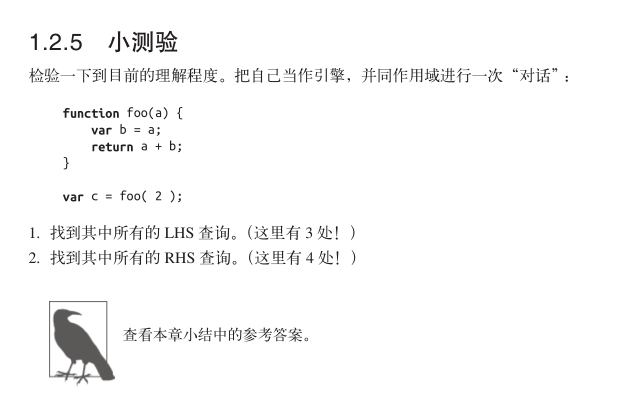 1.2.5 小测验
检验一下到目前的理解程度。把自己当作引擎，并同作用域进行一次“对话”：
function foo(a) {
    var b = a;
    return a + b;
}
var c = foo( 2 );
1. 找到其中所有的 LHS 查询。（这里有 3 处！）
2. 找到其中所有的 RHS 查询。（这里有 4 处！）
查看本章小结中的参考答案。